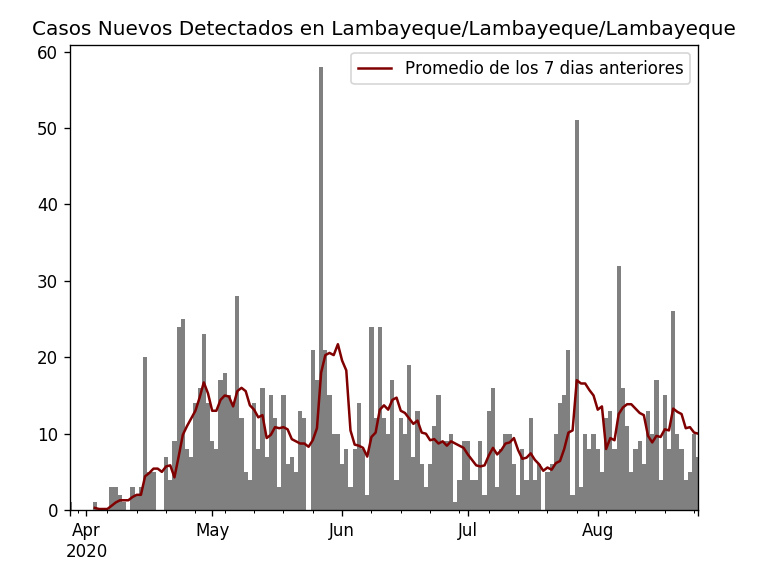 Casos Nuevos Detectados en Lambayeque/Lambayeque/Lambayeque
Promedio de los 7 dias anteriores
60
50
40
30
20
10
0
Apr
May
Jun
Jul
Aug
2020